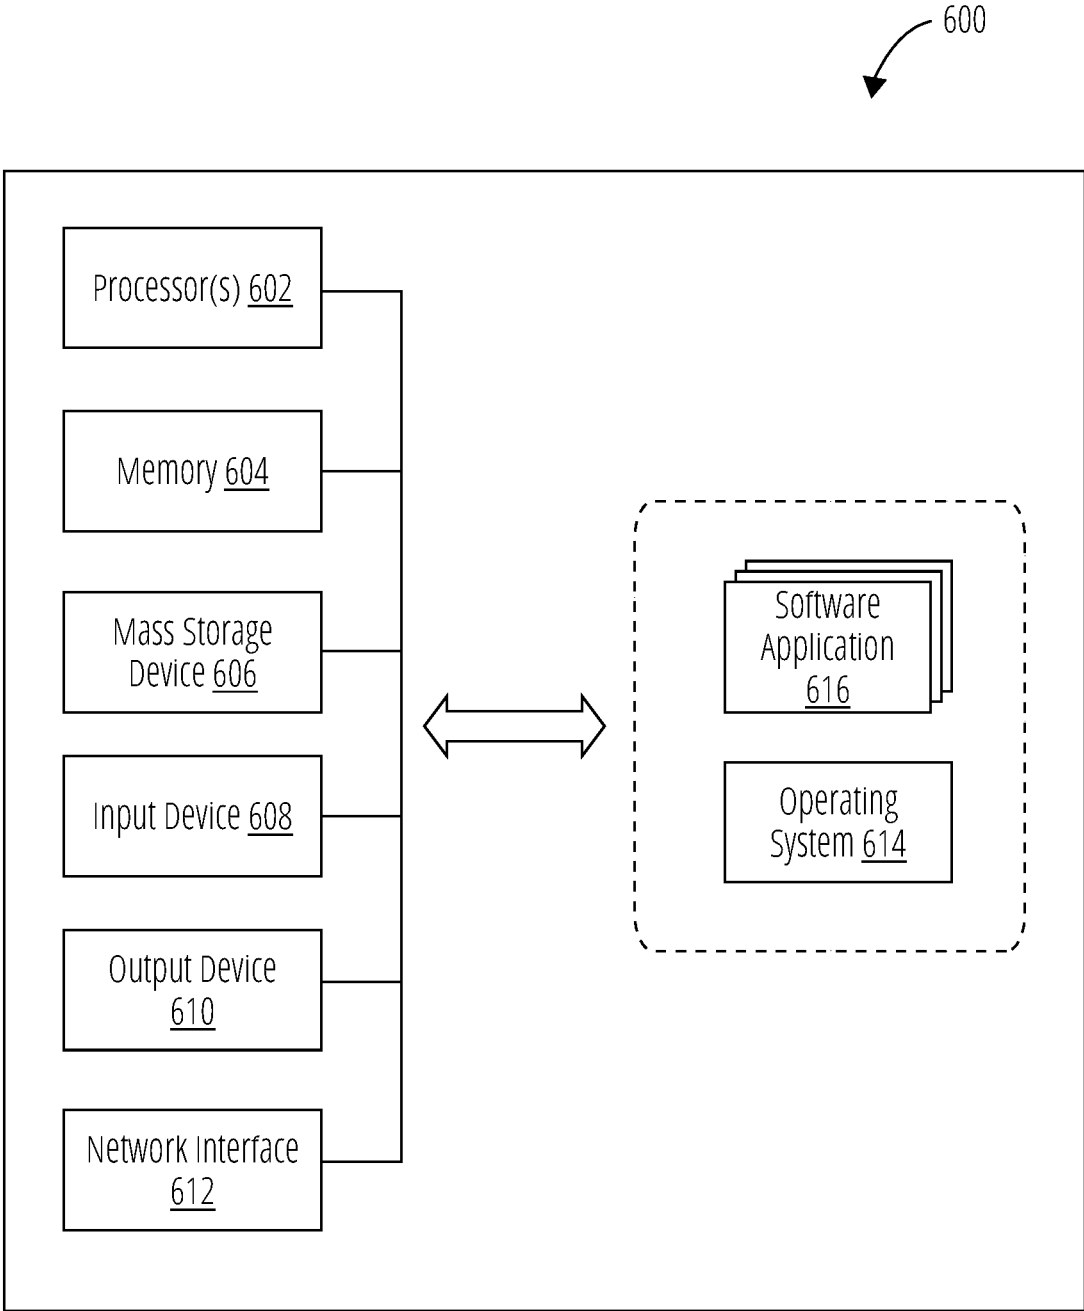 600
Processor(s) 602
Memory 604
Mass Storage
Device 606
Input Device 608
Output Device
610
Network Interface
612
Software
Application
616
Operating
System 614